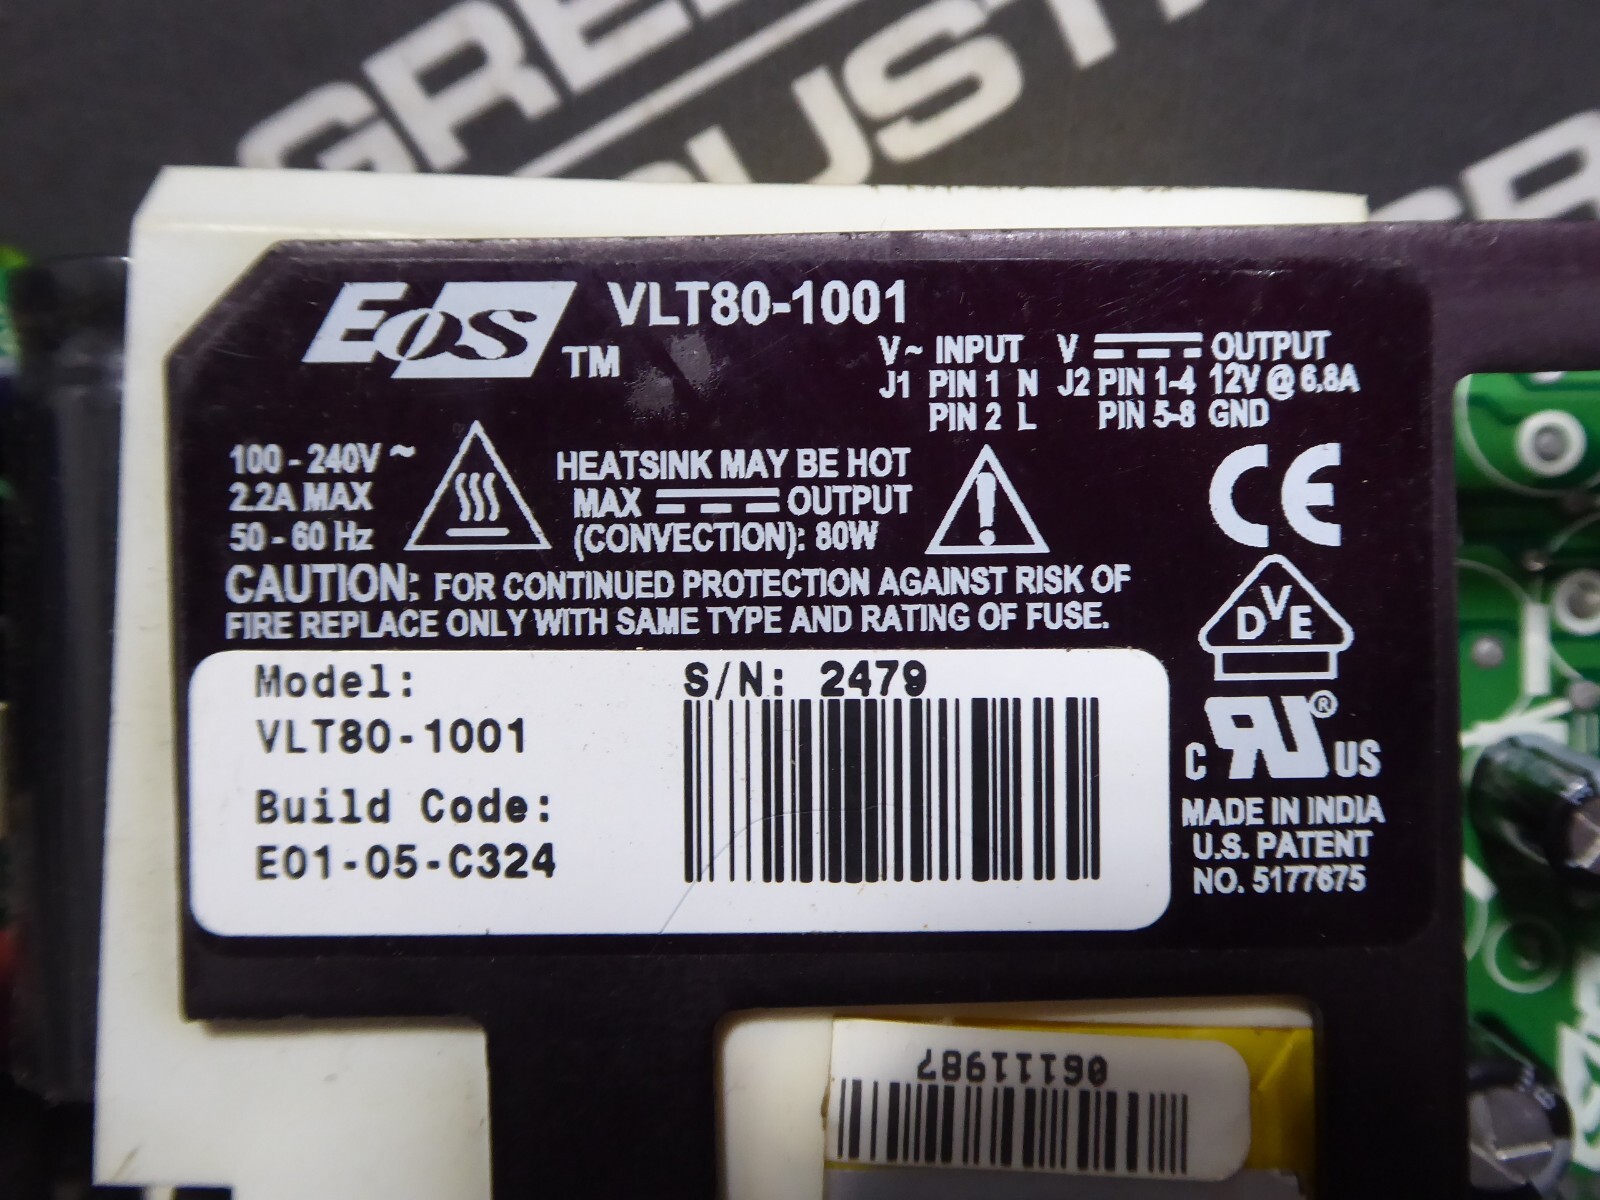 EOS TM
VLT80-1001
V~ INPUT V OUTPUT
J1 PIN 1 N J2 PIN 1-4 12V @ 6.8A
PIN 2 L PIN 5-8 GND
100 - 240V ~
2.2A MAX
50 - 60 Hz
HEATSINK MAY BE HOT
MAX OUTPUT
(CONVECTION): 80W
CE
CAUTION: FOR CONTINUED PROTECTION AGAINST RISK OF
FIRE REPLACE ONLY WITH SAME TYPE AND RATING OF FUSE.
DVE
Model:
VLT80-1001
Build Code:
E01-05-C324
S/N: 2479
C RU ® US
MADE IN INDIA
U.S. PATENT
NO. 5177675
06111987